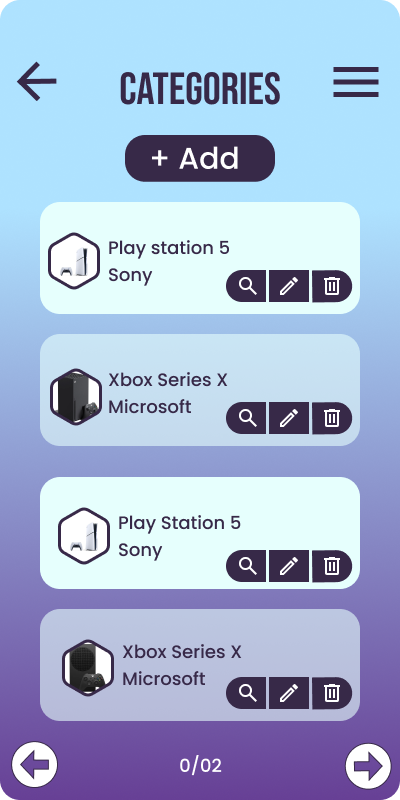 CATEGORIES
+ Add
Play station 5
Sony
Xbox Series X
Microsoft
Play Station 5
Sony
Xbox Series X
Microsoft
0/02